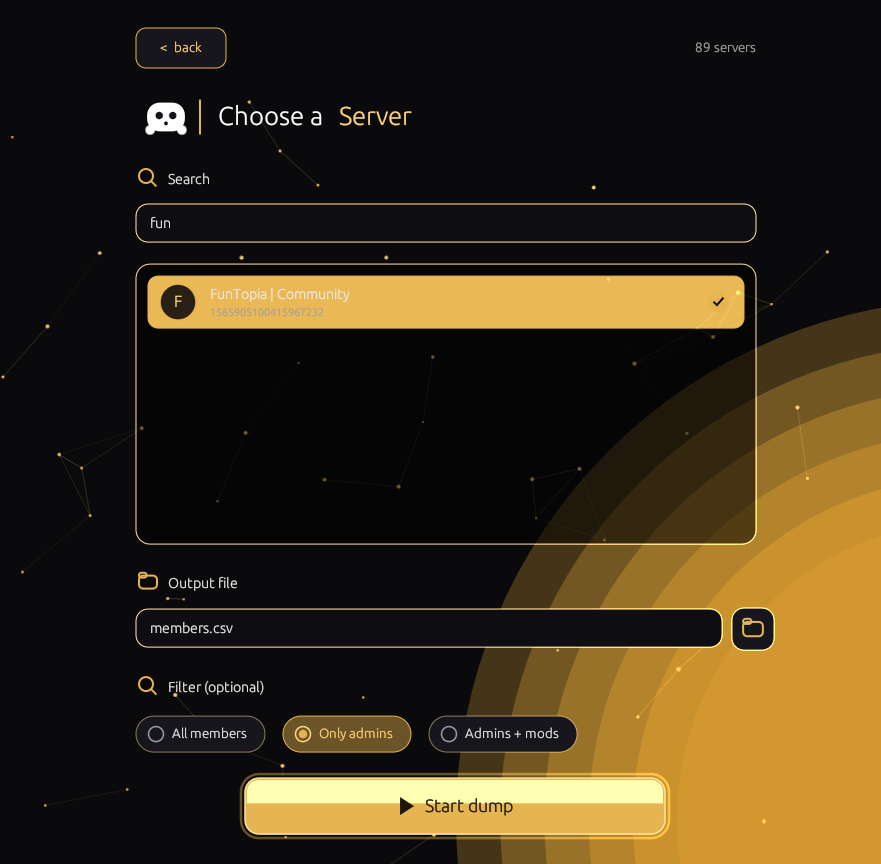 < back
89 servers
Choose a Server
Search
fun
F
FunTopia | Community
1565905100415967232
Output file
members.csv
Filter (optional)
All members
Only admins
Admins + mods
Start dump